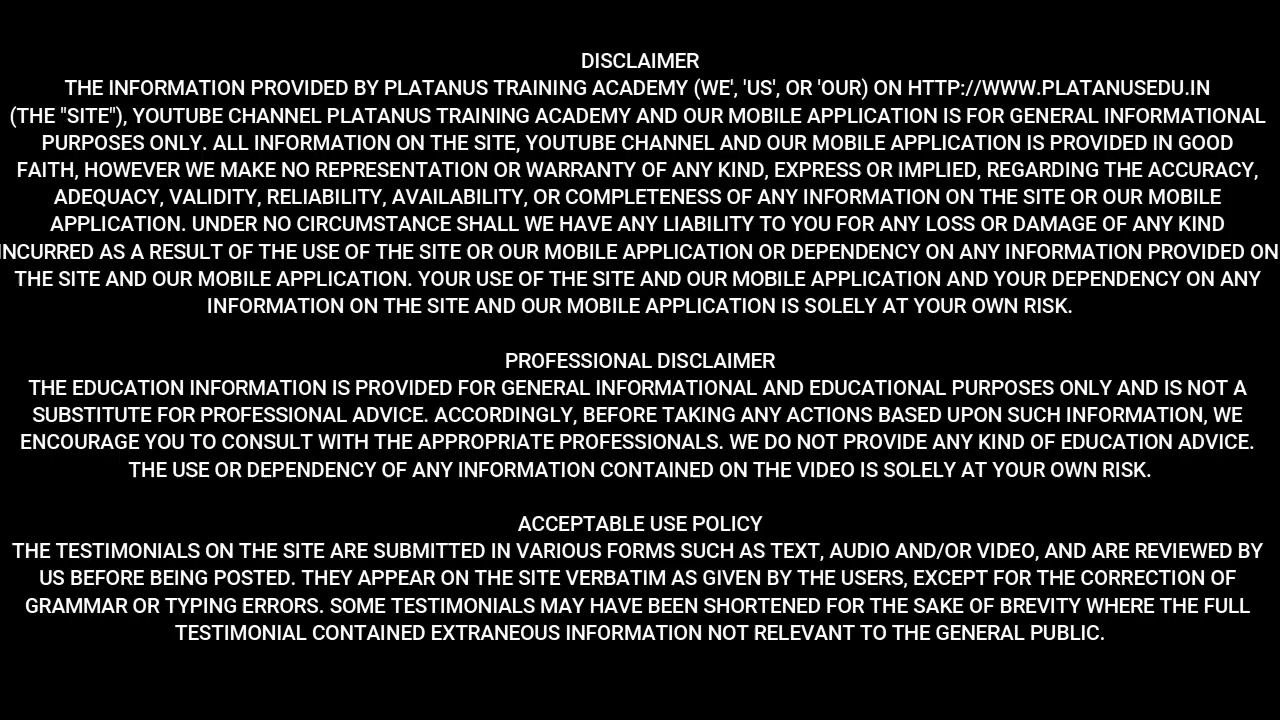 DISCLAIMER
THE INFORMATION PROVIDED BY PLATANUS TRAINING ACADEMY (WE', 'US', OR 'OUR) ON HTTP://WWW.PLATANUSEDU.IN
(THE "SITE"), YOUTUBE CHANNEL PLATANUS TRAINING ACADEMY AND OUR MOBILE APPLICATION IS FOR GENERAL INFORMATIONAL
PURPOSES ONLY. ALL INFORMATION ON THE SITE, YOUTUBE CHANNEL AND OUR MOBILE APPLICATION IS PROVIDED IN GOOD
FAITH, HOWEVER WE MAKE NO REPRESENTATION OR WARRANTY OF ANY KIND, EXPRESS OR IMPLIED, REGARDING THE ACCURACY,
ADEQUACY, VALIDITY, RELIABILITY, AVAILABILITY, OR COMPLETENESS OF ANY INFORMATION ON THE SITE OR OUR MOBILE
APPLICATION. UNDER NO CIRCUMSTANCE SHALL WE HAVE ANY LIABILITY TO YOU FOR ANY LOSS OR DAMAGE OF ANY KIND
INCURRED AS A RESULT OF THE USE OF THE SITE OR OUR MOBILE APPLICATION OR DEPENDENCY ON ANY INFORMATION PROVIDED ON
THE SITE AND OUR MOBILE APPLICATION. YOUR USE OF THE SITE AND OUR MOBILE APPLICATION AND YOUR DEPENDENCY ON ANY
INFORMATION ON THE SITE AND OUR MOBILE APPLICATION IS SOLELY AT YOUR OWN RISK.
PROFESSIONAL DISCLAIMER
THE EDUCATION INFORMATION IS PROVIDED FOR GENERAL INFORMATIONAL AND EDUCATIONAL PURPOSES ONLY AND IS NOT A
SUBSTITUTE FOR PROFESSIONAL ADVICE. ACCORDINGLY, BEFORE TAKING ANY ACTIONS BASED UPON SUCH INFORMATION, WE
ENCOURAGE YOU TO CONSULT WITH THE APPROPRIATE PROFESSIONALS. WE DO NOT PROVIDE ANY KIND OF EDUCATION ADVICE.
THE USE OR DEPENDENCY OF ANY INFORMATION CONTAINED ON THE VIDEO IS SOLELY AT YOUR OWN RISK.
ACCEPTABLE USE POLICY
THE TESTIMONIALS ON THE SITE ARE SUBMITTED IN VARIOUS FORMS SUCH AS TEXT, AUDIO AND/OR VIDEO, AND ARE REVIEWED BY
US BEFORE BEING POSTED. THEY APPEAR ON THE SITE VERBATIM AS GIVEN BY THE USERS, EXCEPT FOR THE CORRECTION OF
GRAMMAR OR TYPING ERRORS. SOME TESTIMONIALS MAY HAVE BEEN SHORTENED FOR THE SAKE OF BREVITY WHERE THE FULL
TESTIMONIAL CONTAINED EXTRANEOUS INFORMATION NOT RELEVANT TO THE GENERAL PUBLIC.